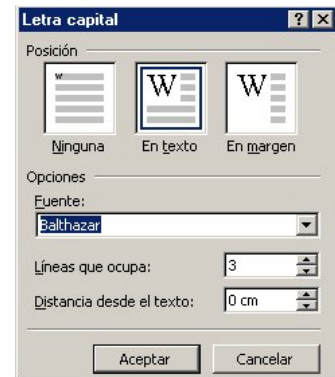 Letra capital
Posición
W W W
Ninguna En texto En margen
Opciones
Fuente:
Balthazar
Líneas que ocupa: 3
Distancia desde el texto: 0 cm
Aceptar Cancelar